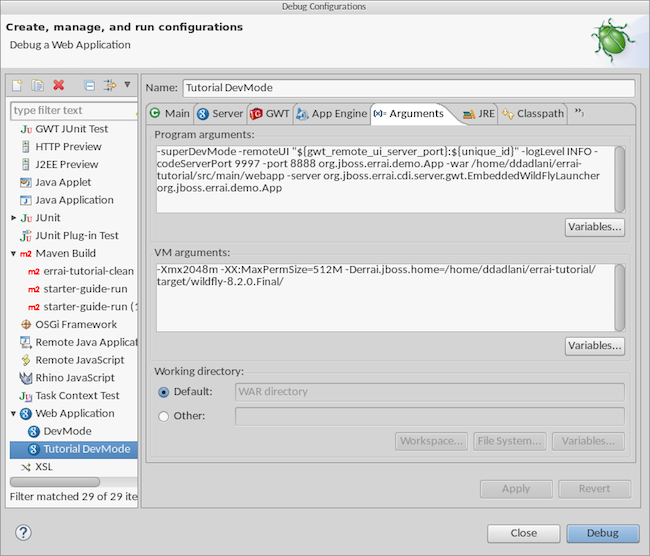 Debug Configurations
Create, manage, and run configurations
Debug a Web Application
type filter text
GWT JUnit Test
HTTP Preview
J2EE Preview
Java Applet
Java Application
JUnit
JUnit Plug-in Test
Maven Build
errai-tutorial-clean
starter-guide-run
starter-guide-run (1
OSGi Framework
Remote Java Applicat
Remote JavaScript
Rhino JavaScript
Task Context Test
Web Application
DevMode
Tutorial DevMode
XSL
Filter matched 29 of 29 ite
Name: Tutorial DevMode
Main Server GWT App Engine (x)= Arguments JRE Classpath »
Program arguments:
-superDevMode -remoteUI "${gwt_remote_ui_server_port}:${unique_id}" -logLevel INFO -
codeServerPort 9997 -port 8888 org.jboss.errai.demo.App -war /home/ddadlani/errai-
tutorial/src/main/webapp -server org.jboss.errai.cdi.server.gwt.EmbeddedWildFlyLauncher
org.jboss.errai.demo.App
Variables...
VM arguments:
-Xmx2048m -XX:MaxPermSize=512M -Derrai.jboss.home=/home/ddadlani/errai-tutorial/
target/wildfly-8.2.0.Final/
Variables...
Working directory:
Default: WAR directory
Other:
Workspace... File System... Variables...
Apply Revert
? Close Debug